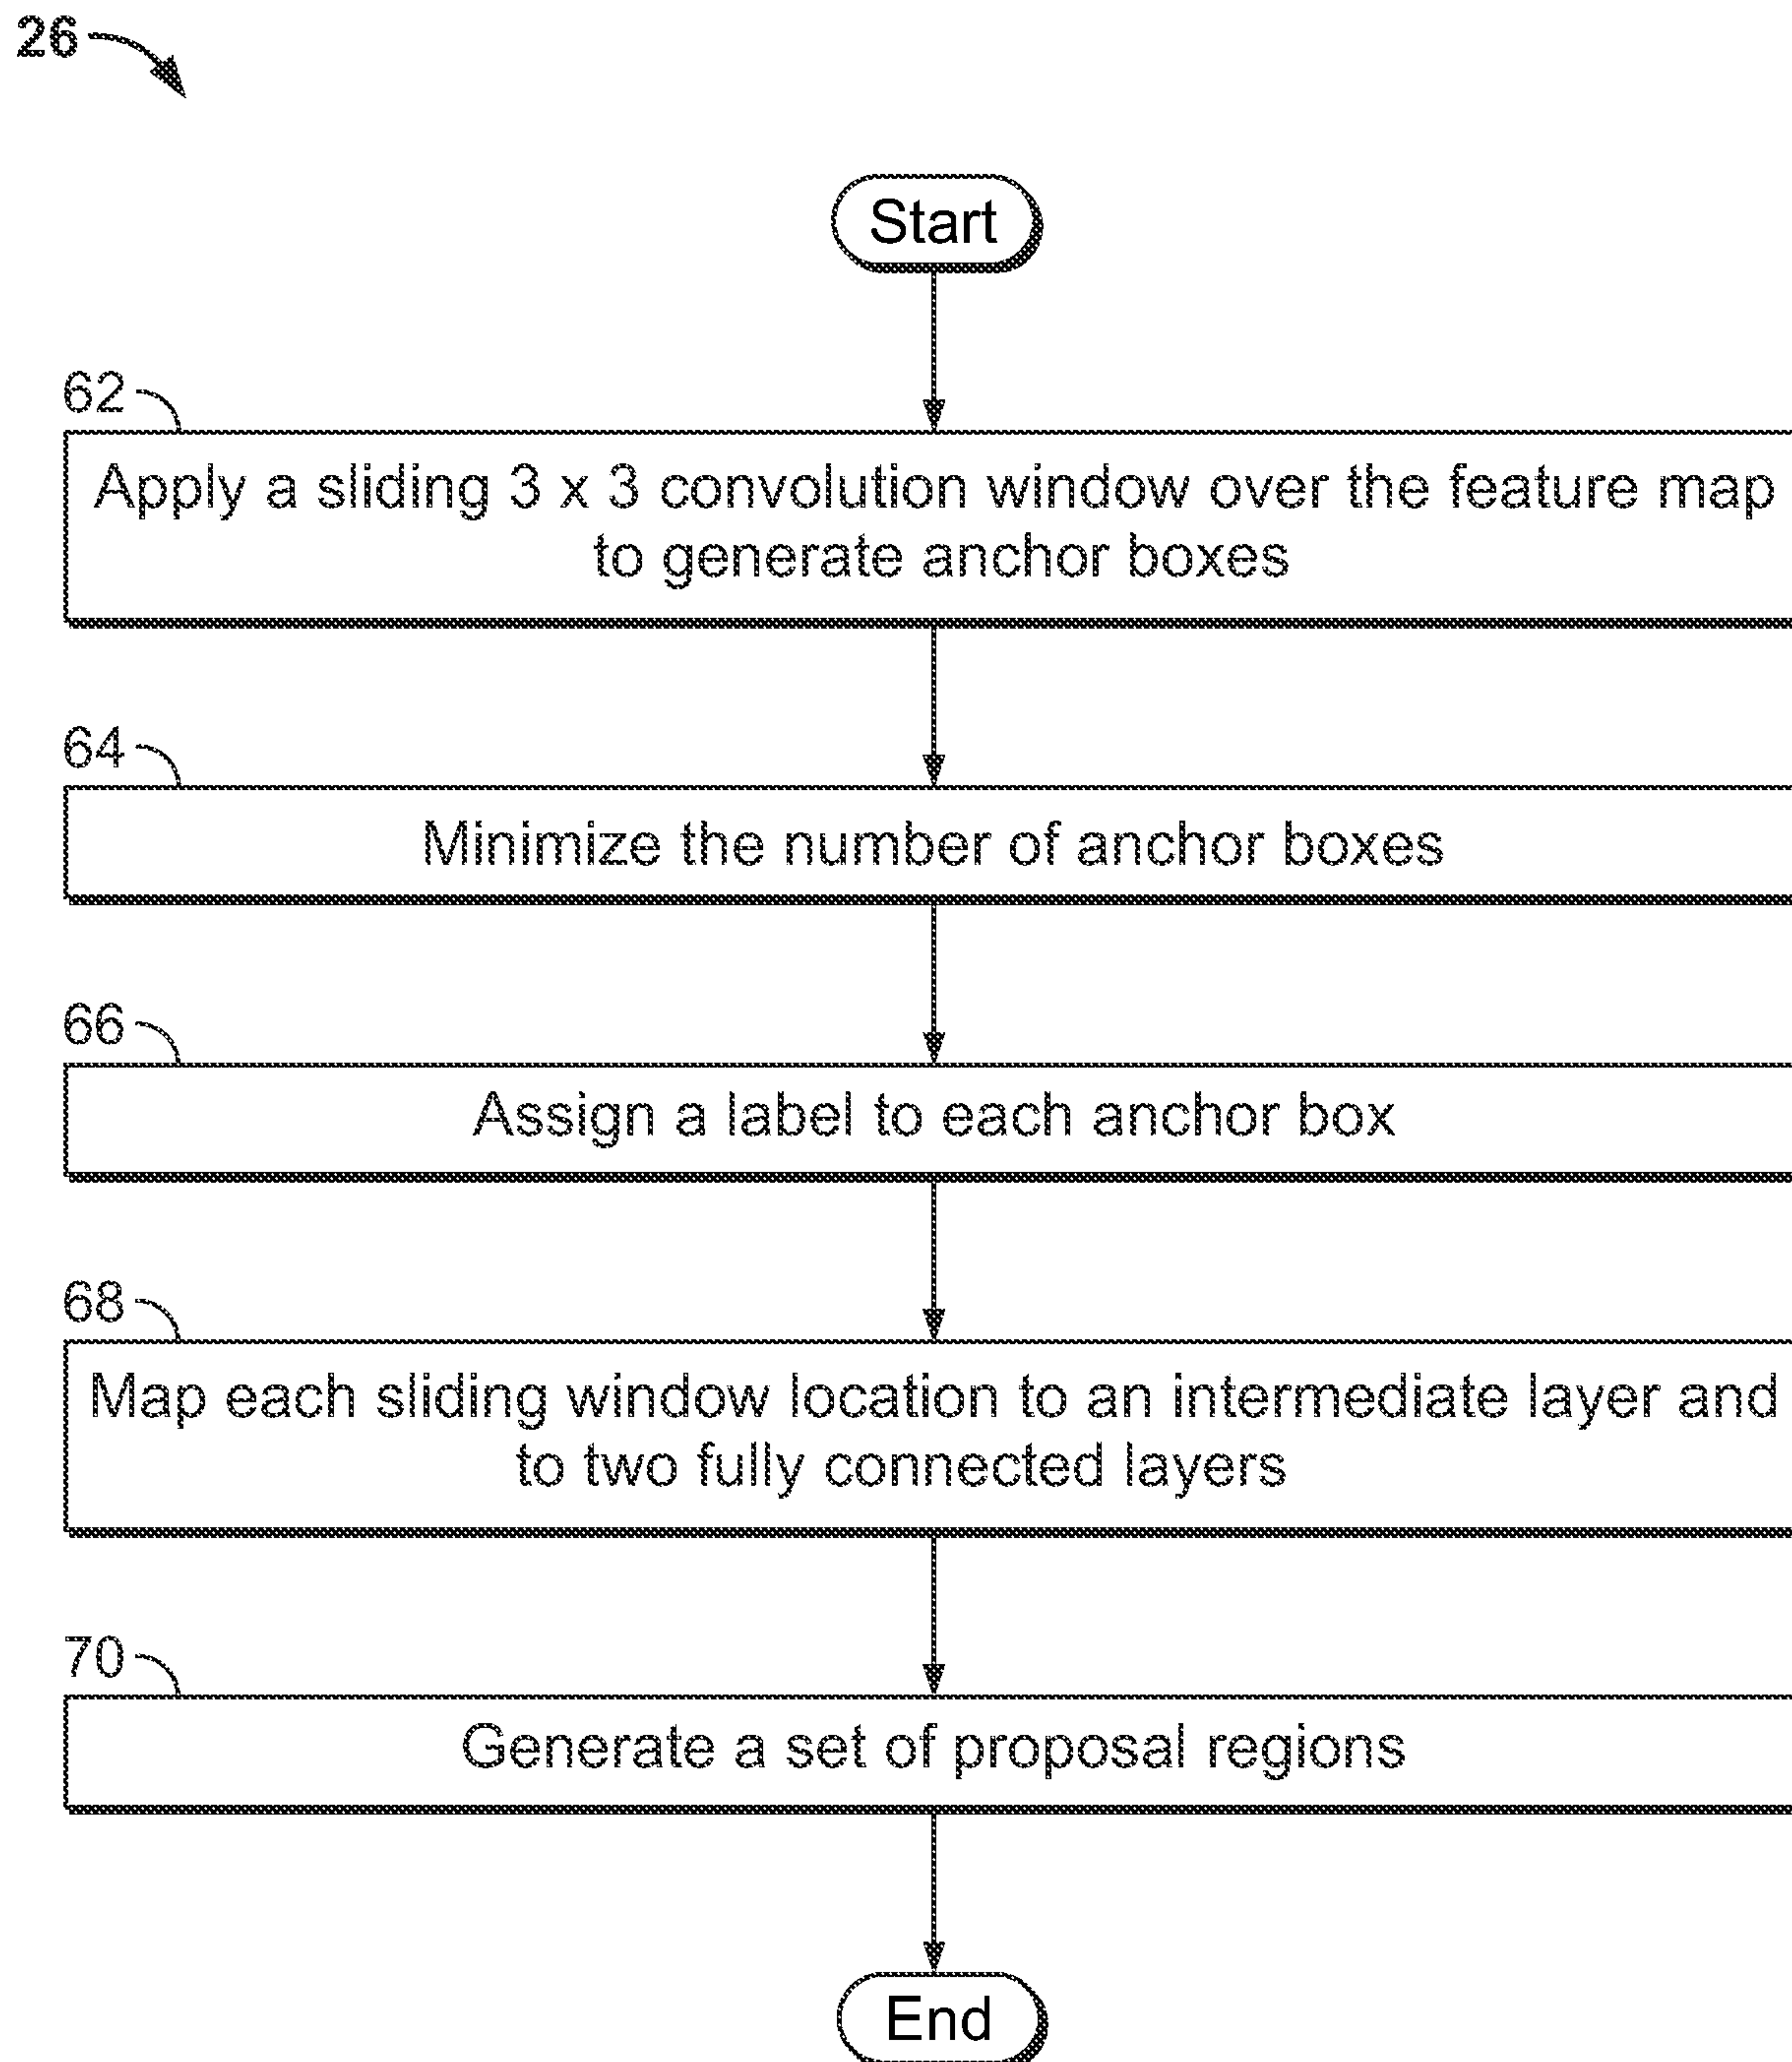 26
Start
62
Apply a sliding 3 x 3 convolution window over the feature map
to generate anchor boxes
64
Minimize the number of anchor boxes
66
Assign a label to each anchor box
68
Map each sliding window location to an intermediate layer and
to two fully connected layers
70
Generate a set of proposal regions
End